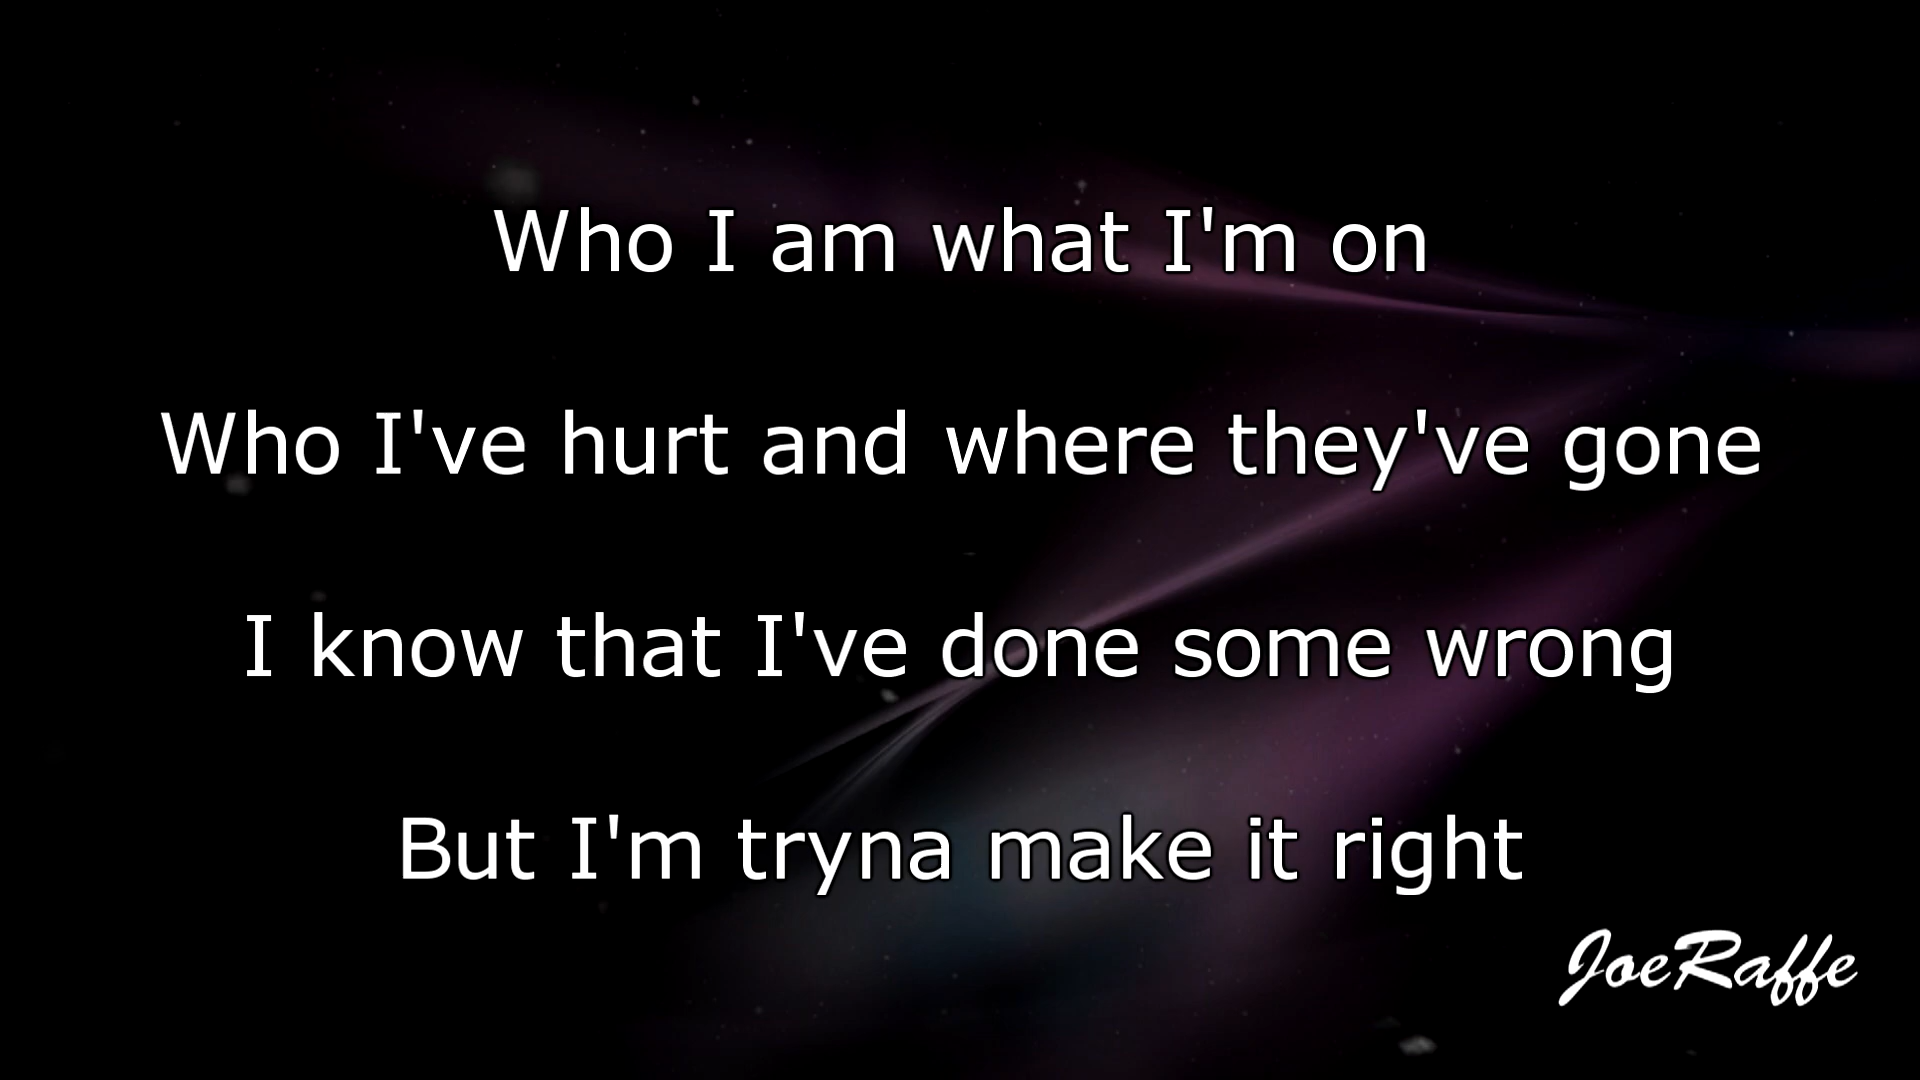 Who I am what I'm on
Who I've hurt and where they've gone
I know that I've done some wrong
But I'm tryna make it right
JoeRaffe